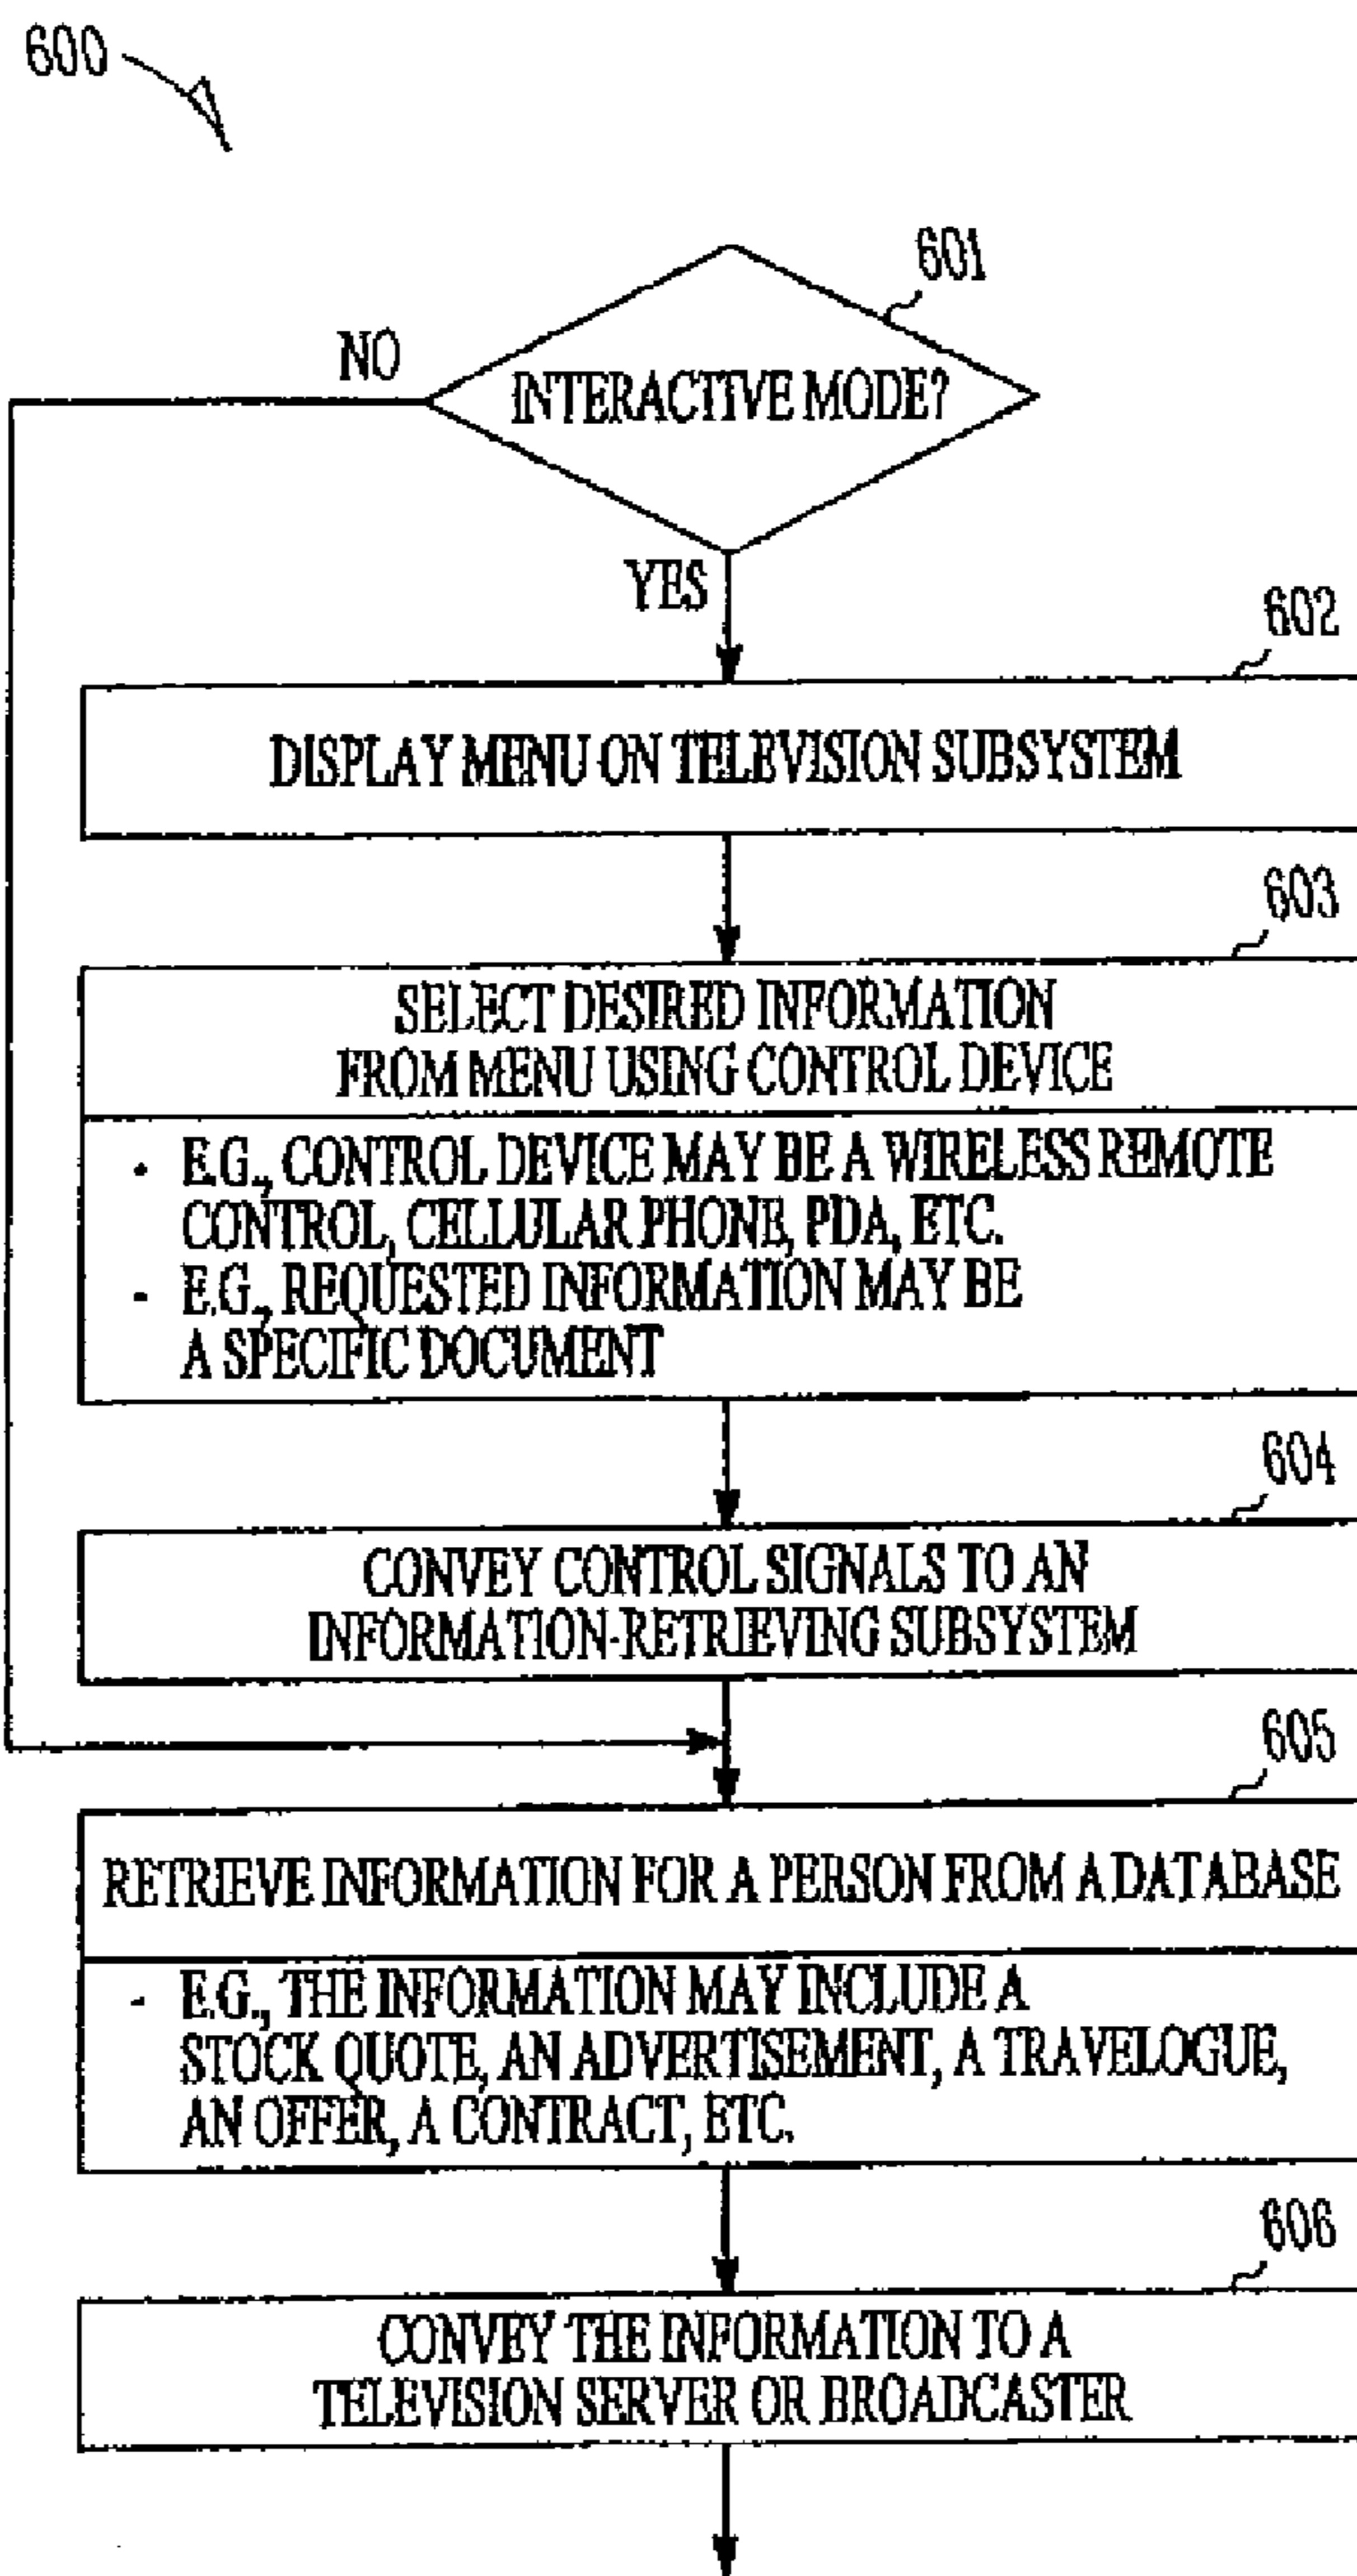 600
601
NO
INTERACTIVE MODE?
YES
602
DISPLAY MENU ON TELEVISION SUBSYSTEM
603
SELECT DESIRED INFORMATION
FROM MENU USING CONTROL DEVICE
- E.G., CONTROL DEVICE MAY BE A WIRELESS REMOTE
CONTROL, CELLULAR PHONE, PDA, ETC.
- E.G., REQUESTED INFORMATION MAY BE
A SPECIFIC DOCUMENT
604
CONVEY CONTROL SIGNALS TO AN
INFORMATION-RETRIEVING SUBSYSTEM
605
RETRIEVE INFORMATION FOR A PERSON FROM A DATABASE
- E.G., THE INFORMATION MAY INCLUDE A
STOCK QUOTE, AN ADVERTISEMENT, A TRAVELOGUE,
AN OFFER, A CONTRACT, ETC.
606
CONVEY THE INFORMATION TO A
TELEVISION SERVER OR BROADCASTER